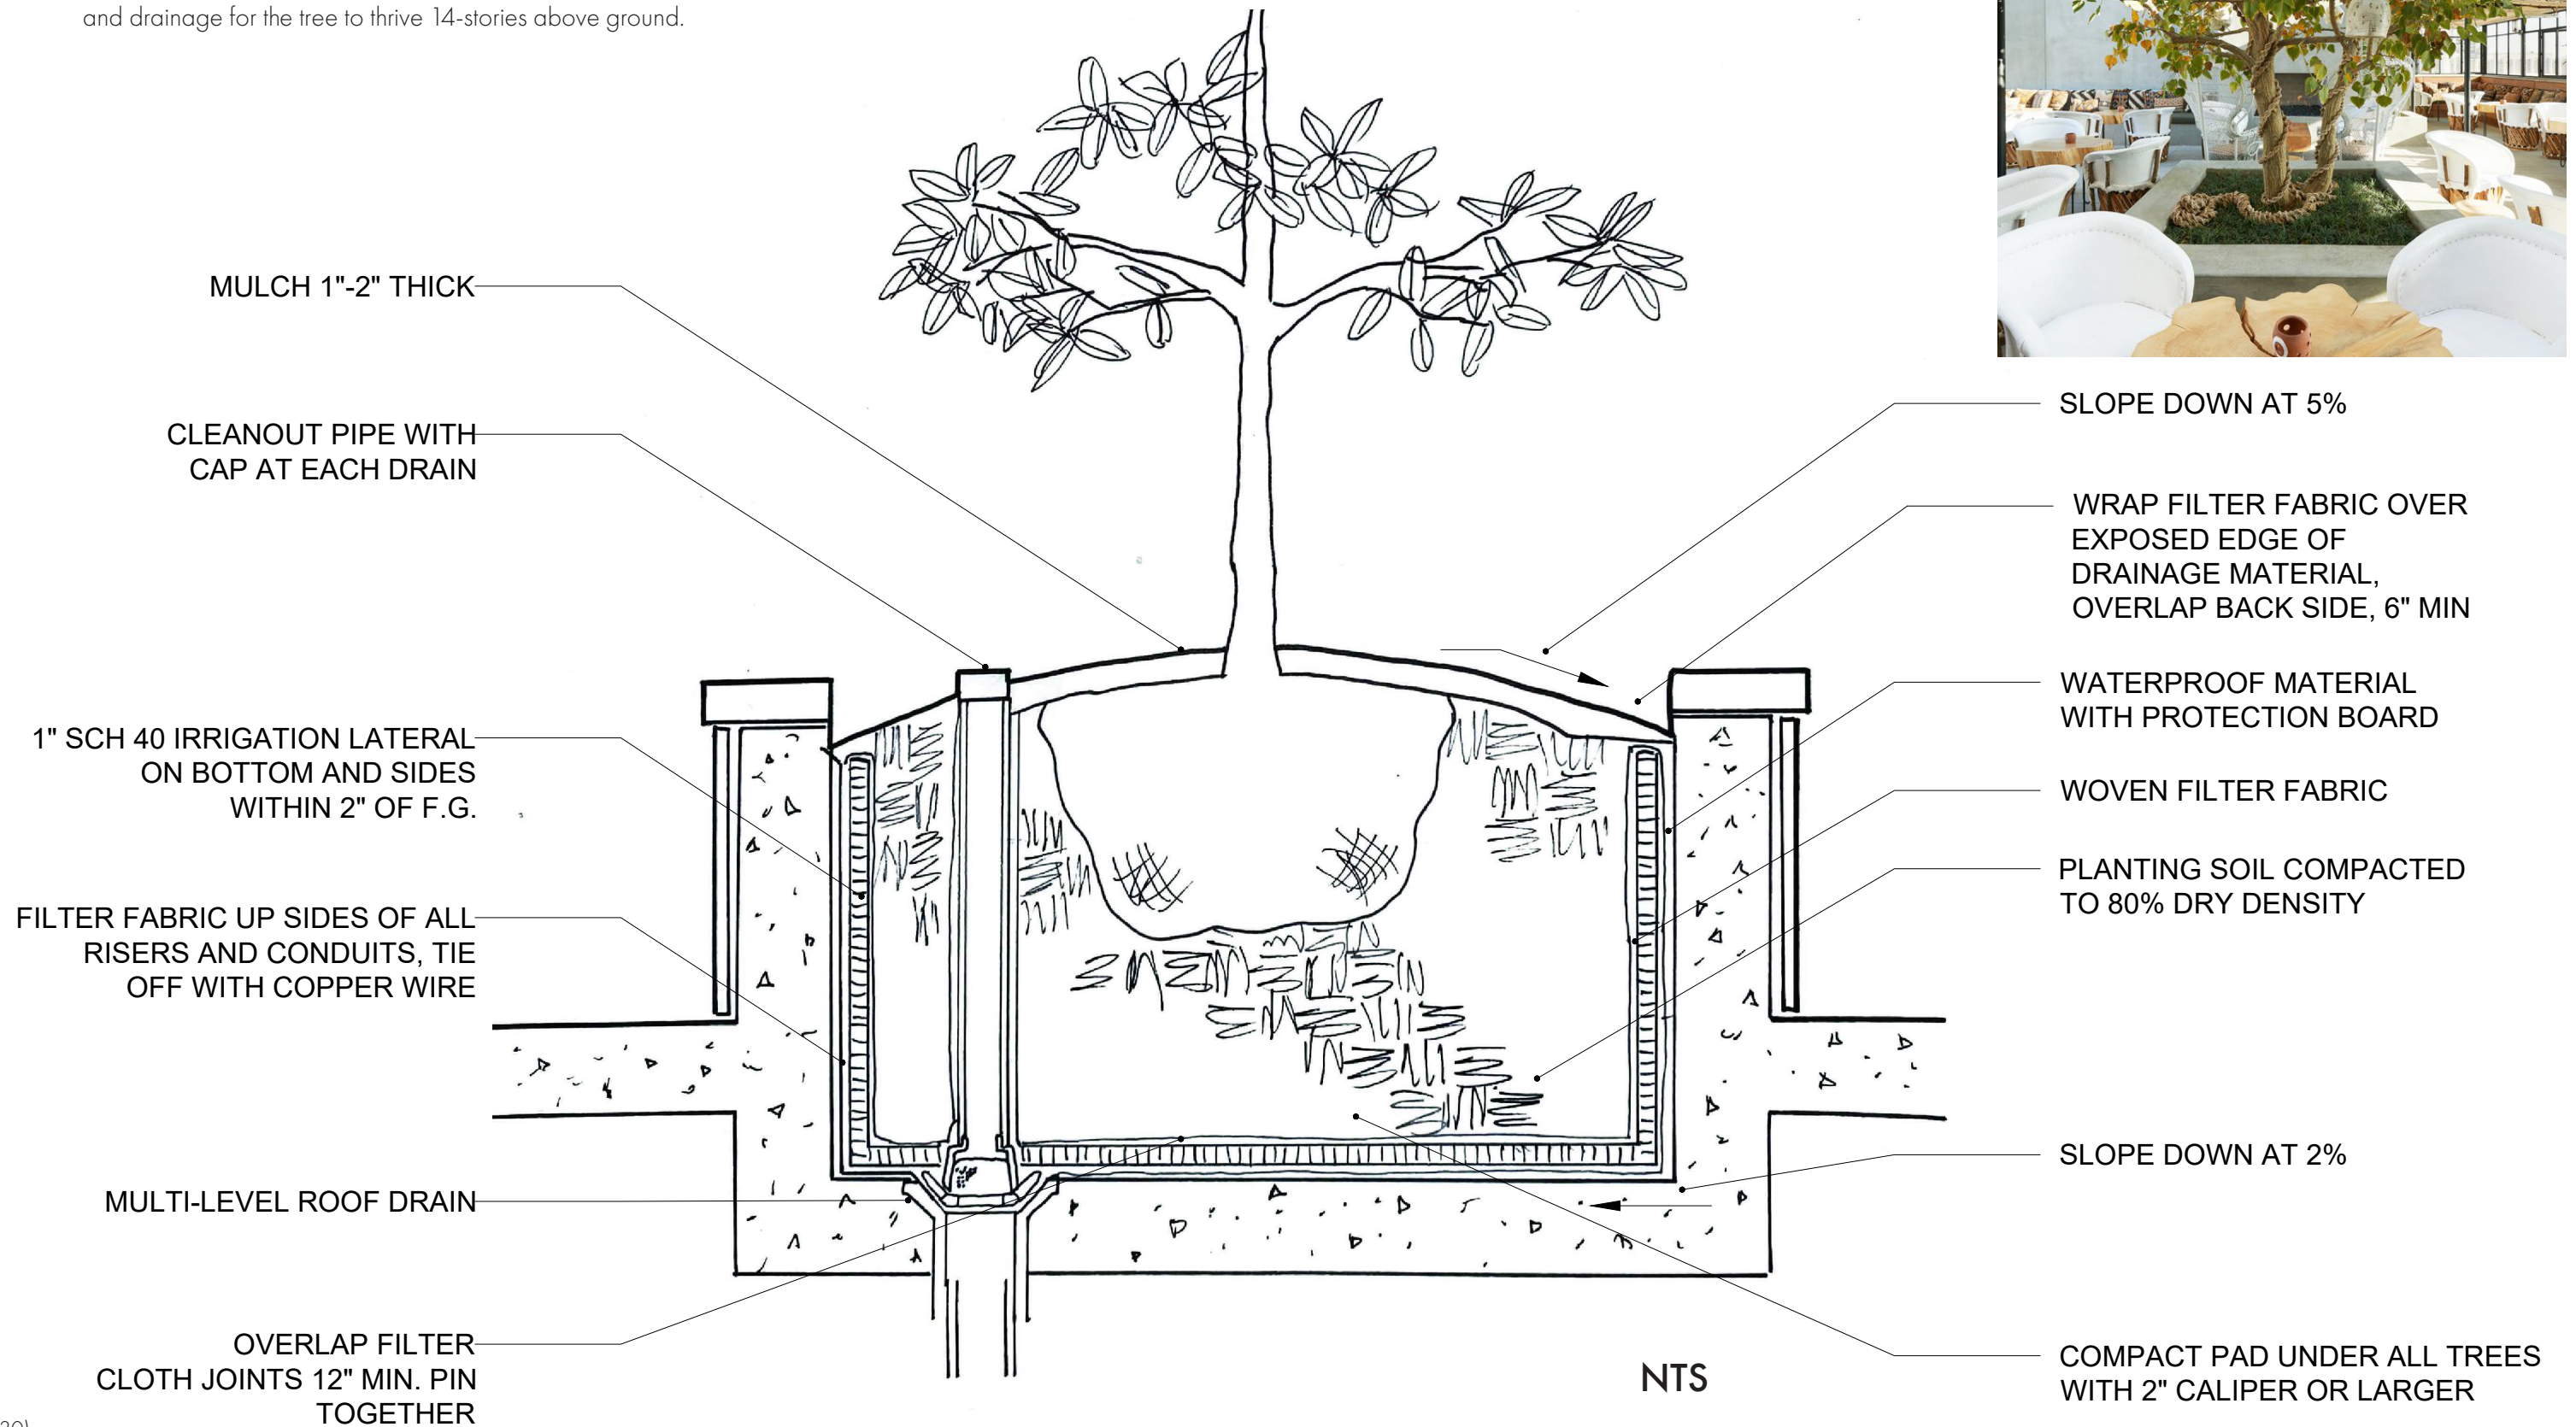 and drainage for the tree to thrive 14-stories above ground.
MULCH 1"-2" THICK
CLEANOUT PIPE WITH
CAP AT EACH DRAIN
1" SCH 40 IRRIGATION LATERAL
ON BOTTOM AND SIDES
WITHIN 2" OF F.G.
FILTER FABRIC UP SIDES OF ALL
RISERS AND CONDUITS, TIE
OFF WITH COPPER WIRE
MULTI-LEVEL ROOF DRAIN
OVERLAP FILTER
CLOTH JOINTS 12" MIN. PIN
TOGETHER
SLOPE DOWN AT 5%
WRAP FILTER FABRIC OVER
EXPOSED EDGE OF
DRAINAGE MATERIAL,
OVERLAP BACK SIDE, 6" MIN
WATERPROOF MATERIAL
WITH PROTECTION BOARD
WOVEN FILTER FABRIC
PLANTING SOIL COMPACTED
TO 80% DRY DENSITY
SLOPE DOWN AT 2%
COMPACT PAD UNDER ALL TREES
WITH 2" CALIPER OR LARGER
NTS